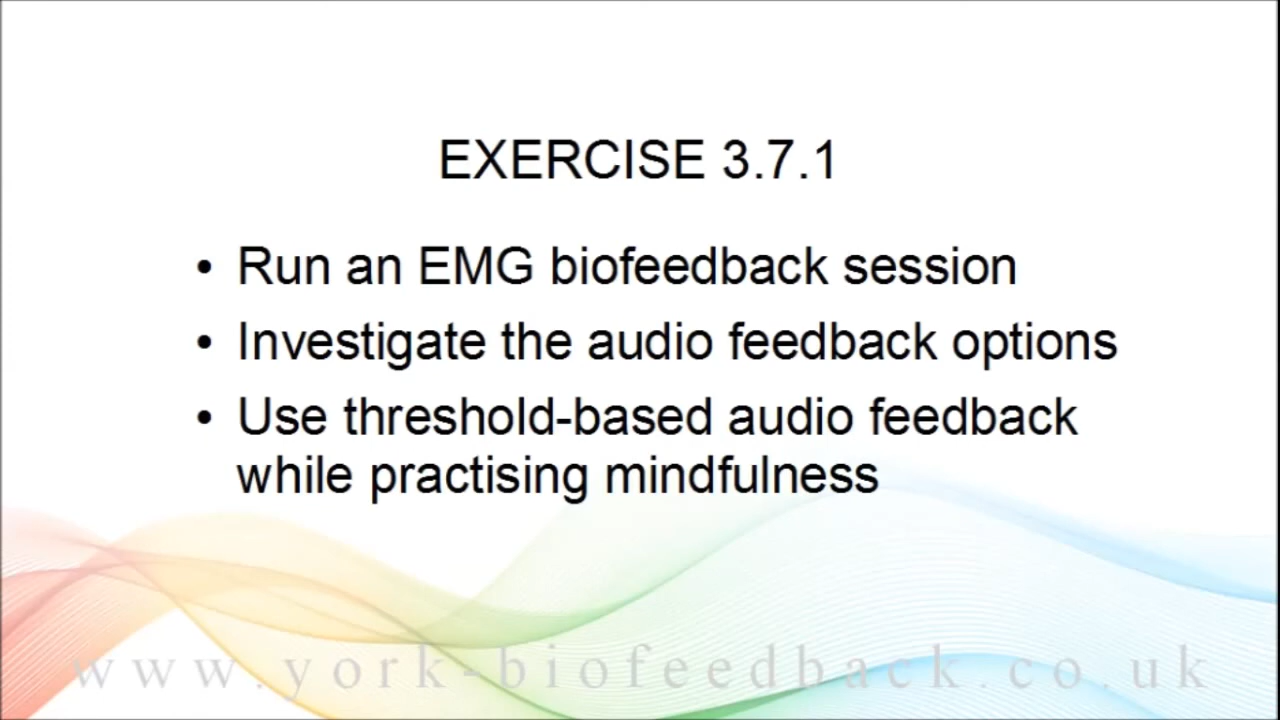 EXERCISE 3.7.1
• Run an EMG biofeedback session
• Investigate the audio feedback options
• Use threshold-based audio feedback
while practising mindfulness
www.york-biofeedback.co.uk